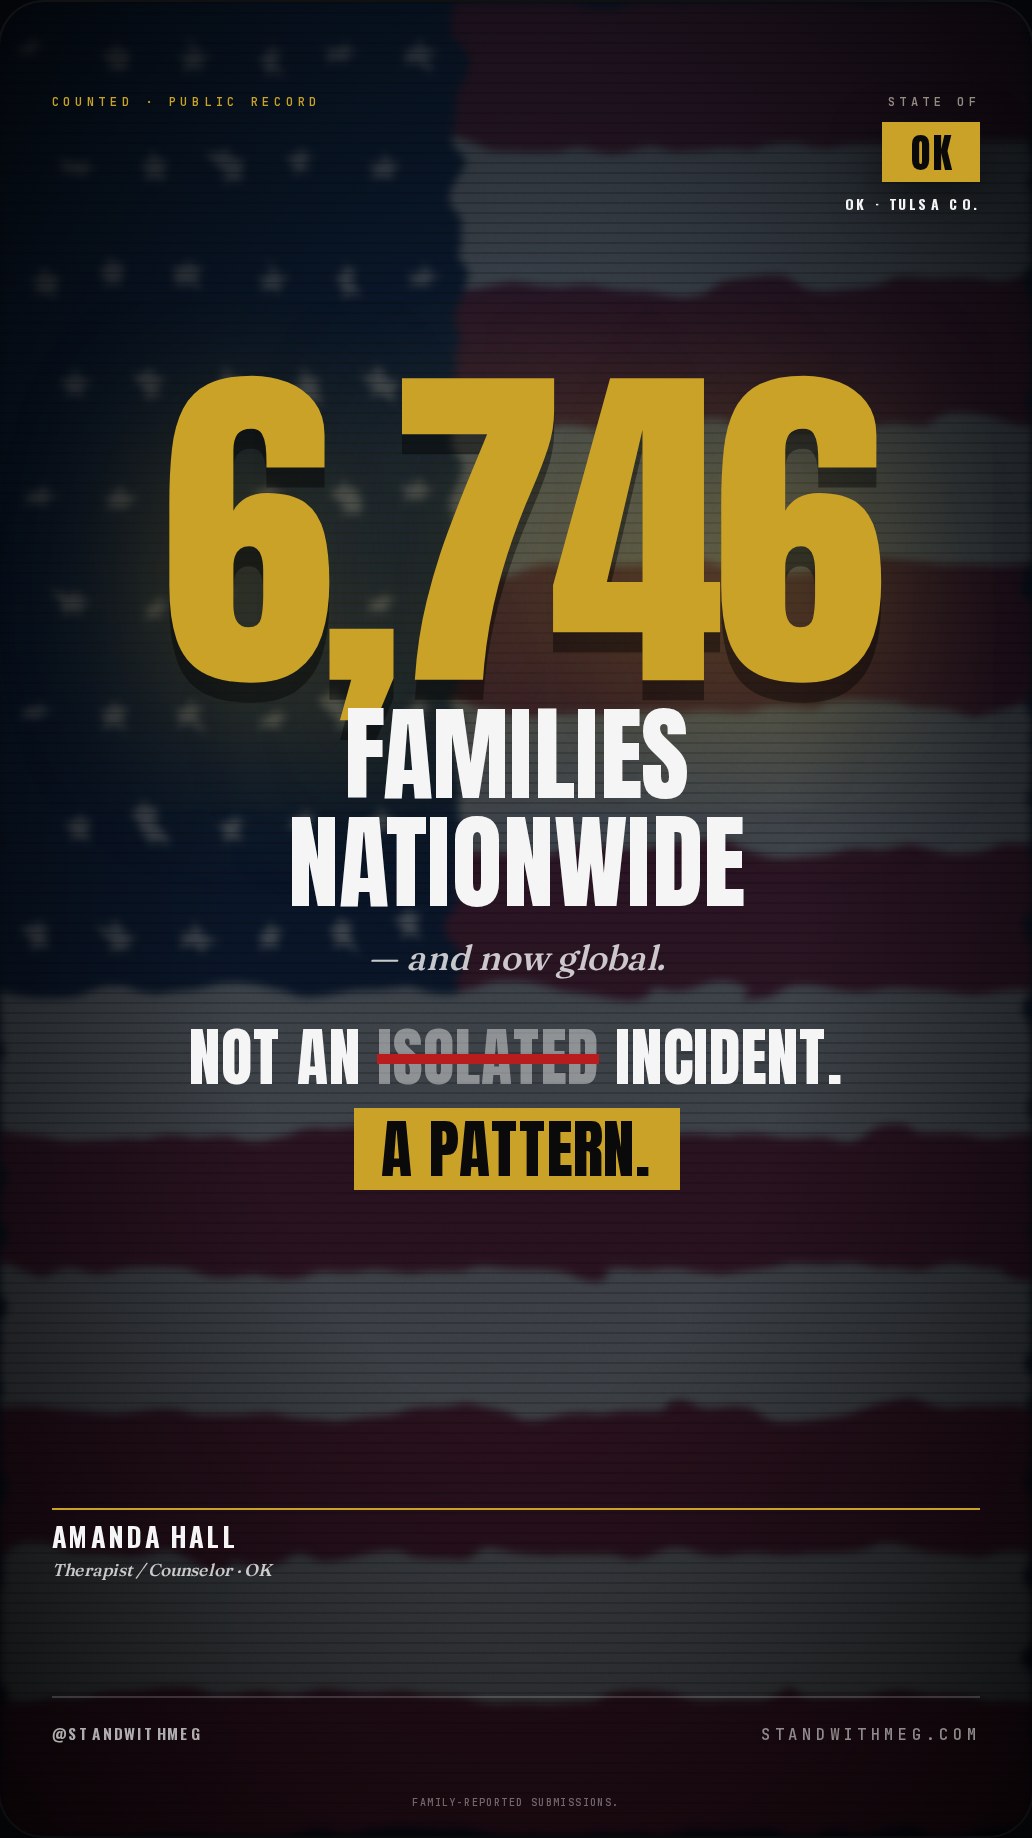 COUNTED · PUBLIC RECORD
STATE OF
OK
OK · TULSA CO.
6,746
FAMILIES
NATIONWIDE
— and now global.
NOT AN ISOLATED INCIDENT.
A PATTERN.
AMANDA HALL
Therapist / Counselor · OK
@STANDWITHMEG
STANDWITHMEG.COM
FAMILY-REPORTED SUBMISSIONS.